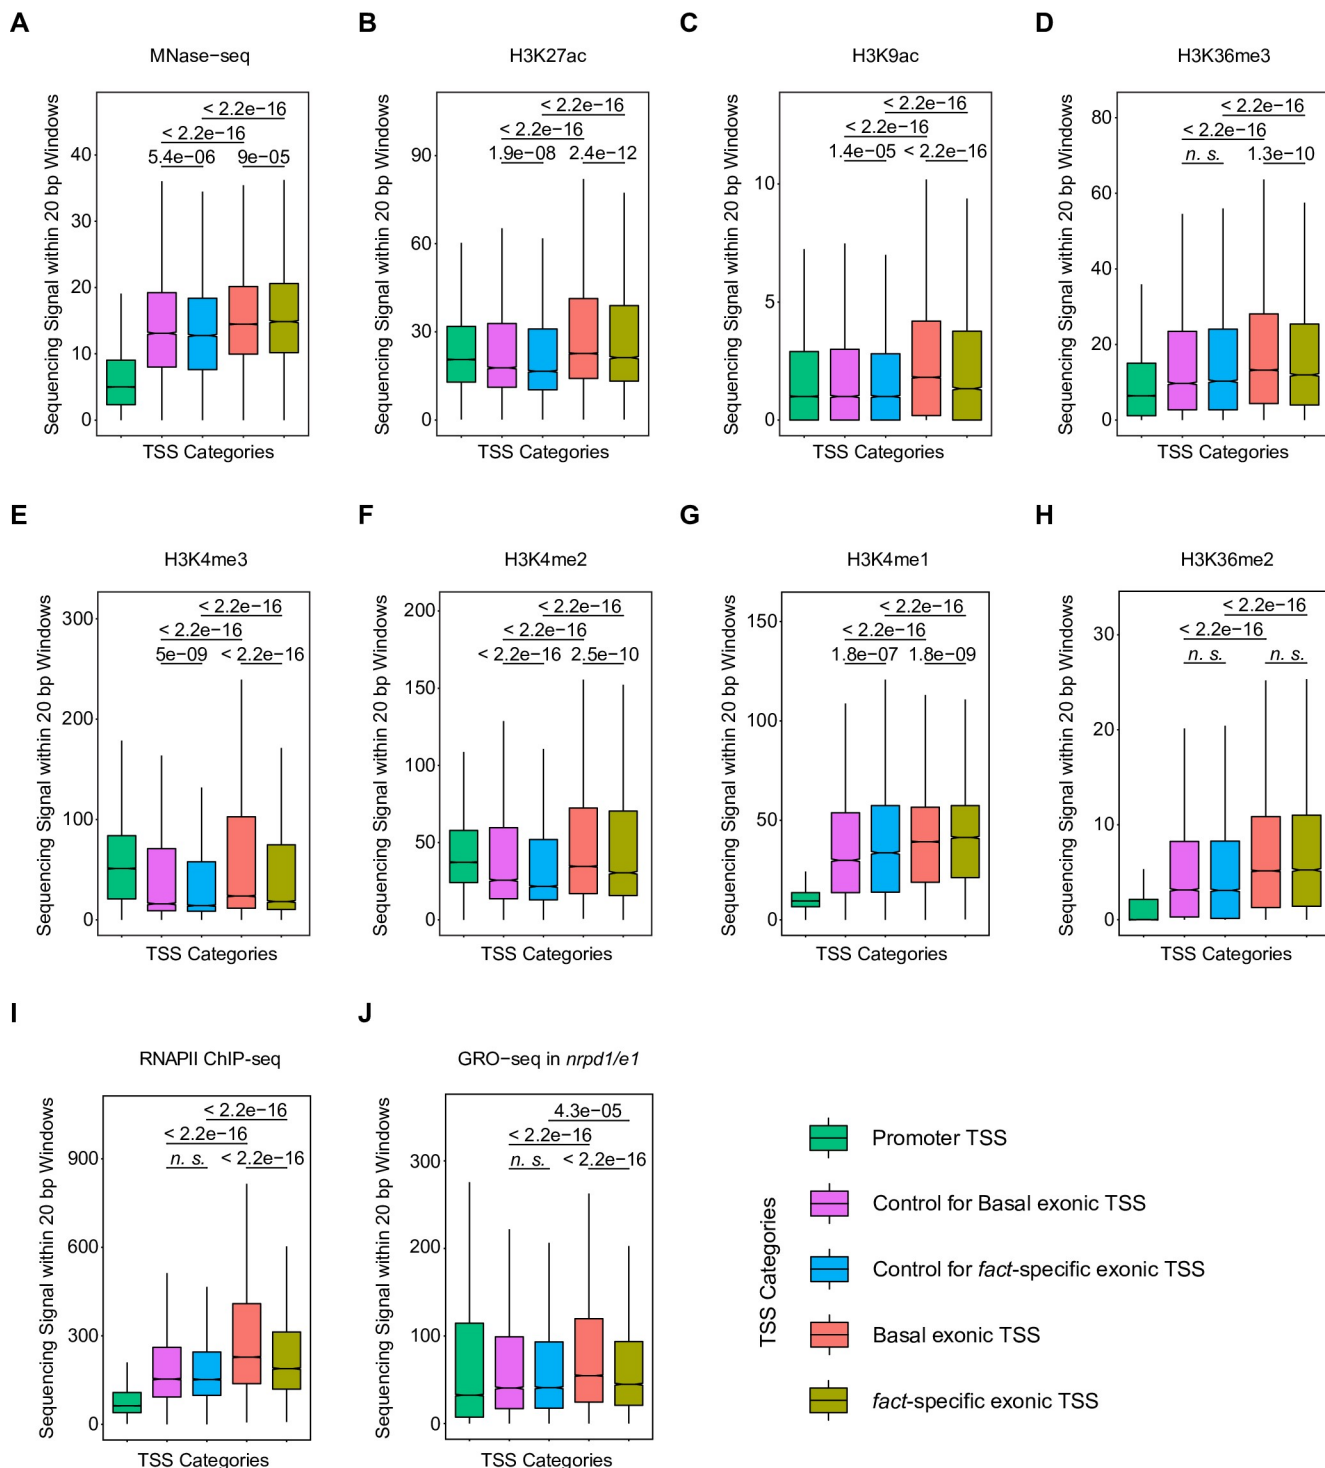 A
MNase−seq
Sequencing Signal within 20 bp Windows
40
30
20
10
0
< 2.2e−16
< 2.2e−16
5.4e−06 9e−05
TSS Categories
B
H3K27ac
Sequencing Signal within 20 bp Windows
90
60
30
0
< 2.2e−16
< 2.2e−16
1.9e−08 2.4e−12
TSS Categories
C
H3K9ac
Sequencing Signal within 20 bp Windows
10
5
0
< 2.2e−16
< 2.2e−16
1.4e−05 < 2.2e−16
TSS Categories
D
H3K36me3
Sequencing Signal within 20 bp Windows
80
60
40
20
0
< 2.2e−16
< 2.2e−16
n. s. 1.3e−10
TSS Categories
E
H3K4me3
Sequencing Signal within 20 bp Windows
300
200
100
0
< 2.2e−16
< 2.2e−16
5e−09 < 2.2e−16
TSS Categories
F
H3K4me2
Sequencing Signal within 20 bp Windows
200
150
100
50
0
< 2.2e−16
< 2.2e−16
< 2.2e−16 2.5e−10
TSS Categories
G
H3K4me1
Sequencing Signal within 20 bp Windows
150
100
50
0
< 2.2e−16
< 2.2e−16
1.8e−07 1.8e−09
TSS Categories
H
H3K36me2
Sequencing Signal within 20 bp Windows
30
20
10
0
< 2.2e−16
< 2.2e−16
n. s. n. s.
TSS Categories
I
RNAPII ChIP-seq
Sequencing Signal within 20 bp Windows
900
600
300
0
< 2.2e−16
< 2.2e−16
n. s. < 2.2e−16
TSS Categories
J
GRO−seq in nrpd1/e1
Sequencing Signal within 20 bp Windows
300
200
100
0
4.3e−05
< 2.2e−16
n. s. < 2.2e−16
TSS Categories
TSS Categories
Promoter TSS
Control for Basal exonic TSS
Control for fact-specific exonic TSS
Basal exonic TSS
fact-specific exonic TSS